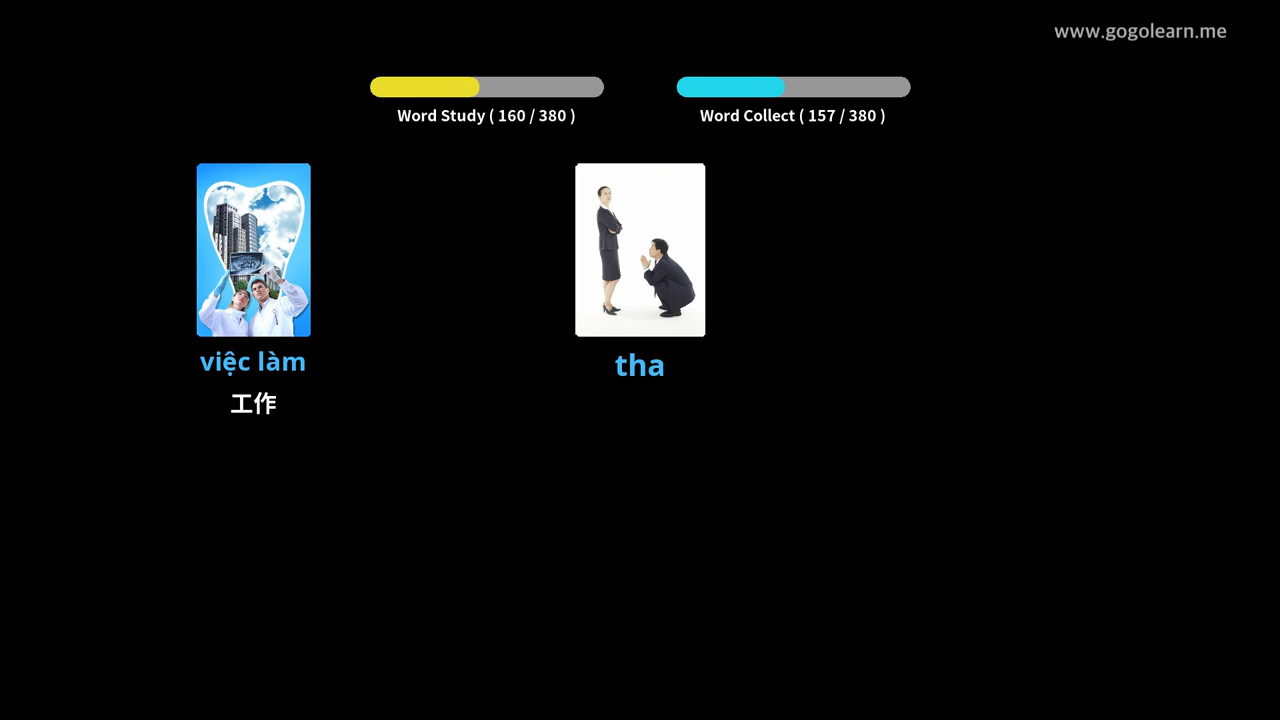 www.gogolearn.me
Word Study ( 160 / 380 )
Word Collect ( 157 / 380 )
việc làm
tha
工作